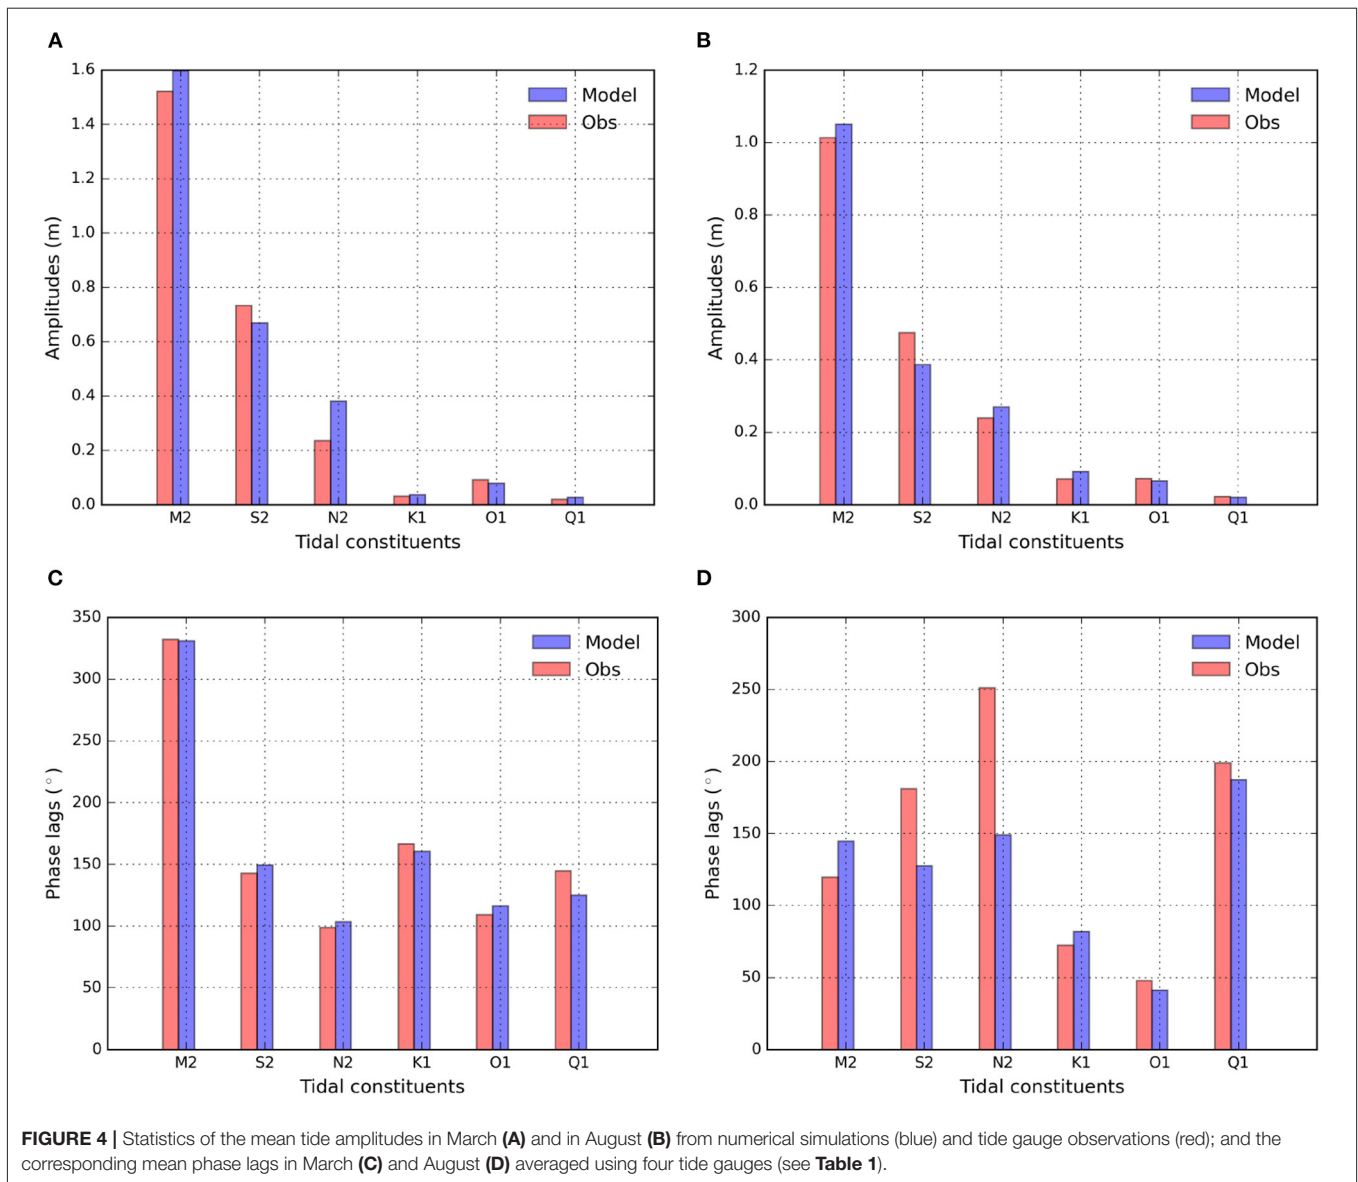 A
1.6
1.4
1.2
1.0
0.8
0.6
0.4
0.2
0.0
Amplitudes (m)
Model
Obs
M2 S2 N2 K1 O1 Q1
Tidal constituents
B
1.2
1.0
0.8
0.6
0.4
0.2
0.0
Amplitudes (m)
Model
Obs
M2 S2 N2 K1 O1 Q1
Tidal constituents
C
350
300
250
200
150
100
50
0
Phase lags (°)
Model
Obs
M2 S2 N2 K1 O1 Q1
Tidal constituents
D
300
250
200
150
100
50
0
Phase lags (°)
Model
Obs
M2 S2 N2 K1 O1 Q1
Tidal constituents
FIGURE 4 | Statistics of the mean tide amplitudes in March (A) and in August (B) from numerical simulations (blue) and tide gauge observations (red); and the
corresponding mean phase lags in March (C) and August (D) averaged using four tide gauges (see Table 1).